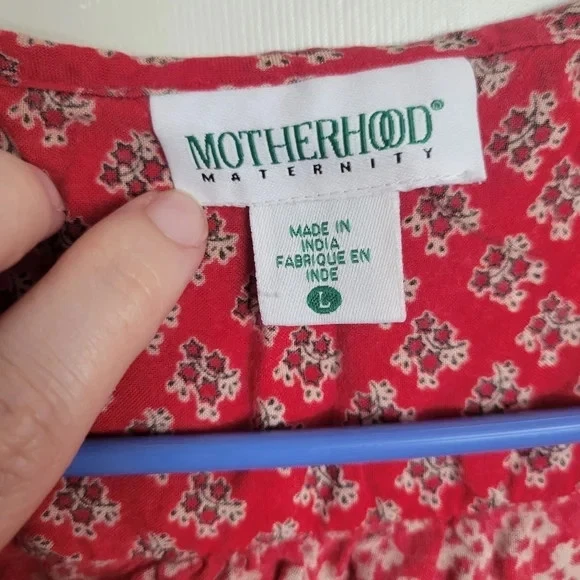 MOTHERHOOD®
MATERNITY
MADE IN
INDIA
FABRIQUE EN
INDE
L